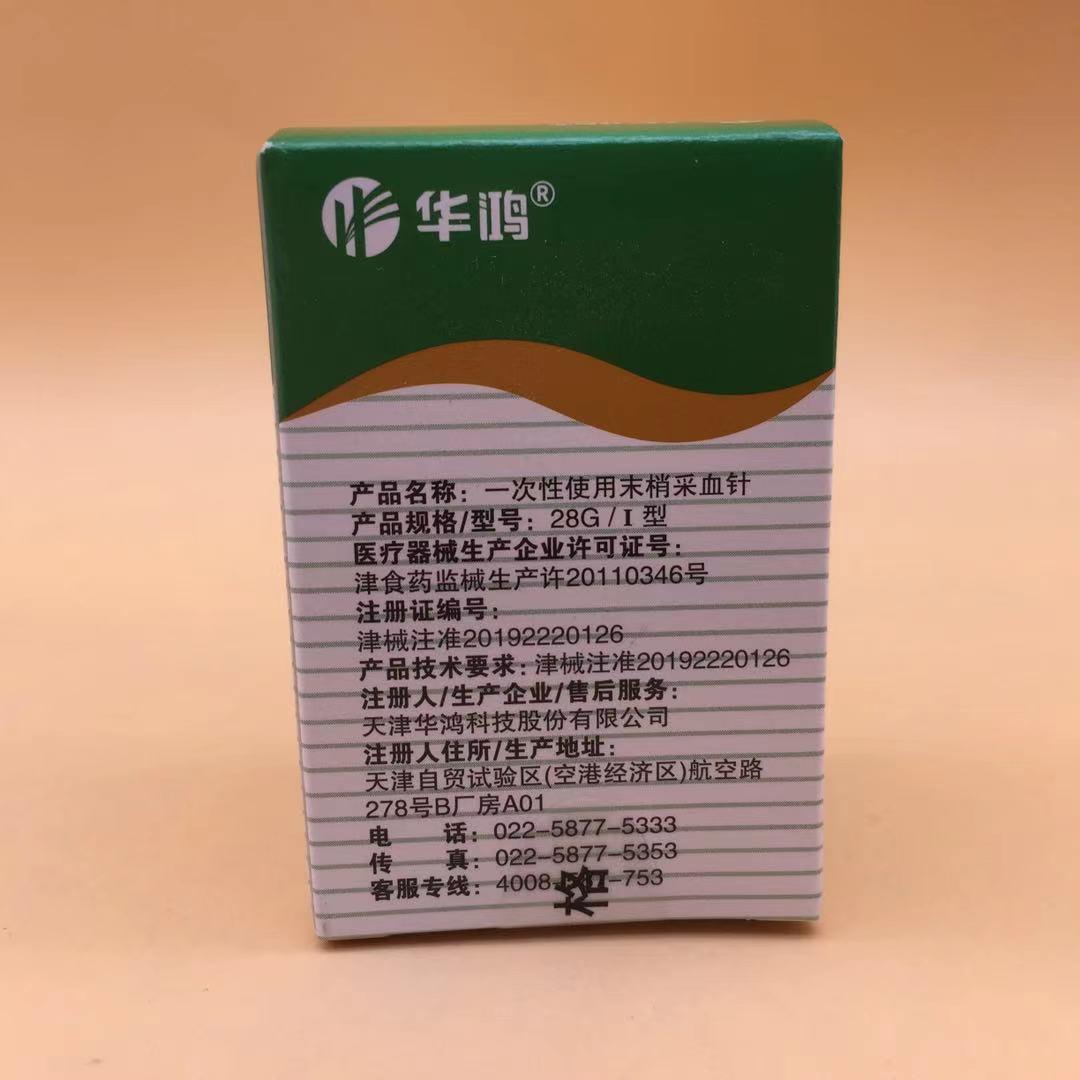 华鸿®
产品名称：一次性使用末梢采血针
产品规格/型号：28G / I 型
医疗器械生产企业许可证号：
津食药监械生产许20110346号
注册证编号：
津械注准20192220126
产品技术要求：津械注准20192220126
注册人/生产企业/售后服务：
天津华鸿科技股份有限公司
注册人住所/生产地址：
天津自贸试验区(空港经济区)航空路
278号B厂房A01
电　　话：022-5877-5333
传　　真：022-5877-5353
客服专线：4008- -753
格